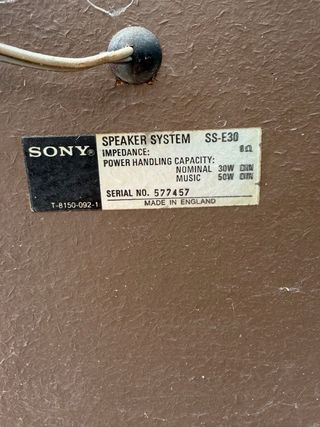 SONY®
SPEAKER SYSTEM SS-E30
IMPEDANCE: 8Ω
POWER HANDLING CAPACITY:
NOMINAL 30W DIN
MUSIC 50W DIN
SERIAL NO. 577457
T-8150-092-1
MADE IN ENGLAND